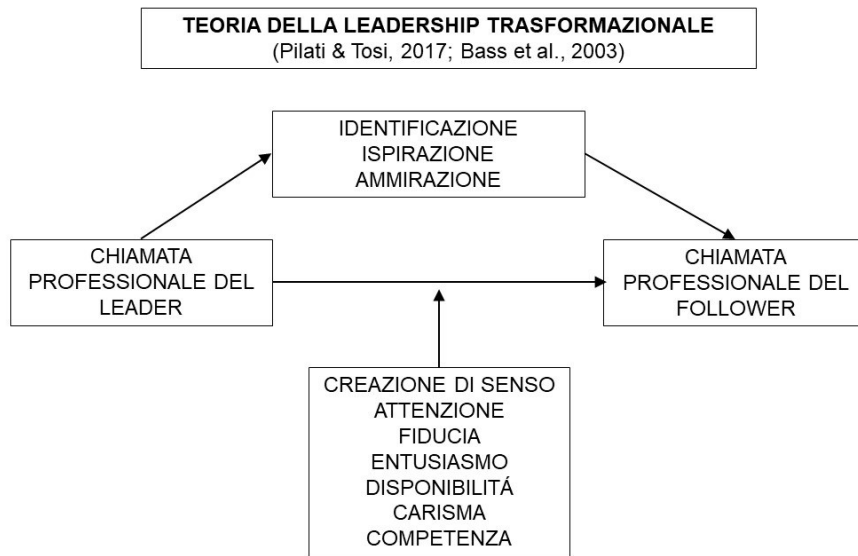 TEORIA DELLA LEADERSHIP TRASFORMAZIONALE
(Pilati & Tosi, 2017; Bass et al., 2003)
IDENTIFICAZIONE
ISPIRAZIONE
AMMIRAZIONE
CHIAMATA
PROFESSIONALE DEL
LEADER
CHIAMATA
PROFESSIONALE DEL
FOLLOWER
CREAZIONE DI SENSO
ATTENZIONE
FIDUCIA
ENTUSIASMO
DISPONIBILITÁ
CARISMA
COMPETENZA